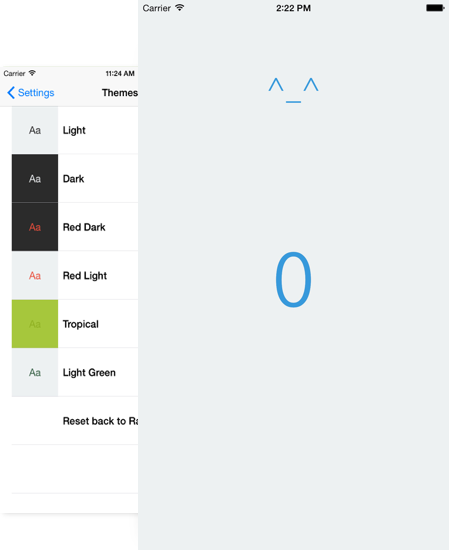 Carrier 2:22 PM
^_^
0
Carrier 11:24 AM
Settings Themes
Aa Light
Aa Dark
Aa Red Dark
Aa Red Light
Aa Tropical
Aa Light Green
Reset back to Ra